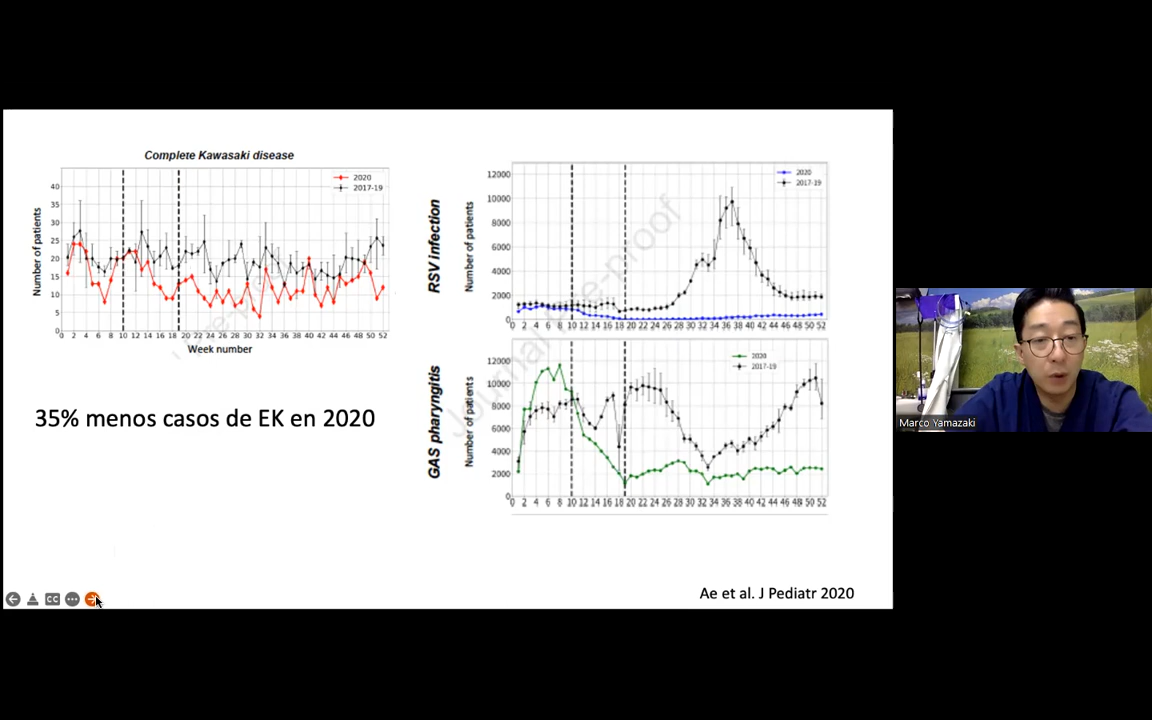 Complete Kawasaki disease
2020
2017-19
Number of patients
40
35
30
25
20
15
10
5
0
0 2 4 6 8 10 12 14 16 18 20 22 24 26 28 30 32 34 36 38 40 42 44 46 48 50 52
Week number
35% menos casos de EK en 2020
RSV infection
Number of patients
2020
2017-19
12000
10000
8000
6000
4000
2000
0
0 2 4 6 8 10 12 14 16 18 20 22 24 26 28 30 32 34 36 38 40 42 44 46 48 50 52
GAS pharyngitis
Number of patients
2020
2017-19
12000
10000
8000
6000
4000
2000
0
0 2 4 6 8 10 12 14 16 18 20 22 24 26 28 30 32 34 36 38 40 42 44 46 48 50 52
Journal Pre-proof
Ae et al. J Pediatr 2020
CC
Marco Yamazaki